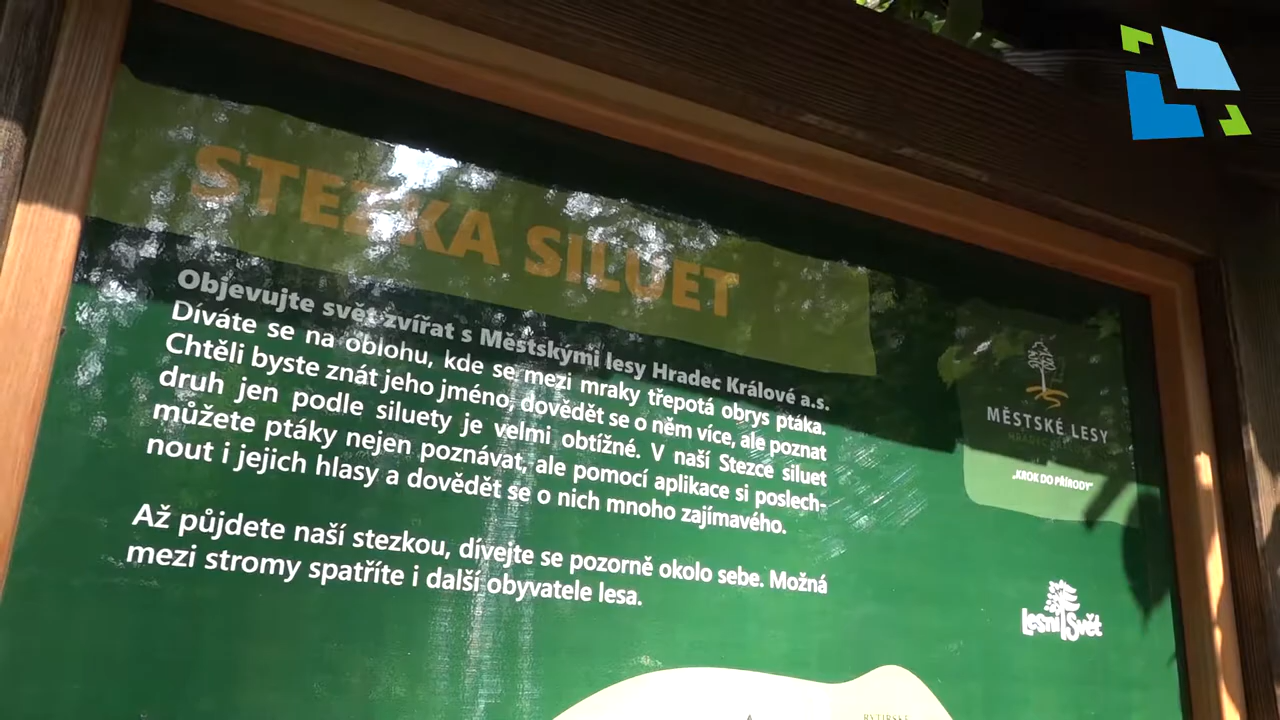 STEZKA SILUET
Objevujte svět zvířat s Městskými lesy Hradec Králové a.s.
Díváte se na oblohu, kde se mezi mraky třepotá obrys ptáka.
Chtěli byste znát jeho jméno, dovědět se o něm více, ale poznat
druh jen podle siluety je velmi obtížné. V naší Stezce siluet
můžete ptáky nejen poznávat, ale pomocí aplikace si poslech-
nout i jejich hlasy a dovědět se o nich mnoho zajímavého.
Až půjdete naší stezkou, dívejte se pozorně okolo sebe. Možná
mezi stromy spatříte i další obyvatele lesa.
MĚSTSKÉ LESY
„KROK DO PŘÍRODY“
Lesní Svět